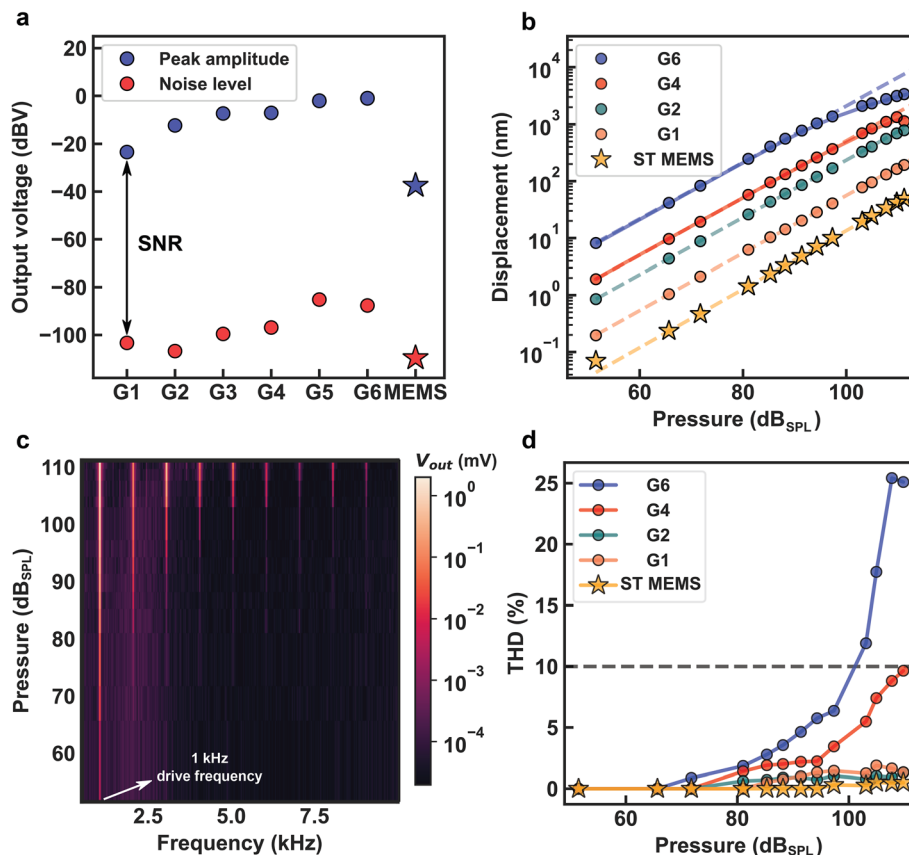 a
20
0
−20
−40
−60
−80
−100
Output voltage (dBV)
Peak amplitude
Noise level
SNR
G1 G2 G3 G4 G5 G6 MEMS
b
10^4
10^3
10^2
10^1
10^0
10^−1
Displacement (nm)
G6
G4
G2
G1
ST MEMS
60 80 100
Pressure (dB_SPL)
c
110
100
90
80
70
60
Pressure (dB_SPL)
1 kHz
drive frequency
2.5 5.0 7.5
Frequency (kHz)
V_out (mV)
10^0
10^−1
10^−2
10^−3
10^−4
d
25
20
15
10
5
0
THD (%)
G6
G4
G2
G1
ST MEMS
60 80 100
Pressure (dB_SPL)